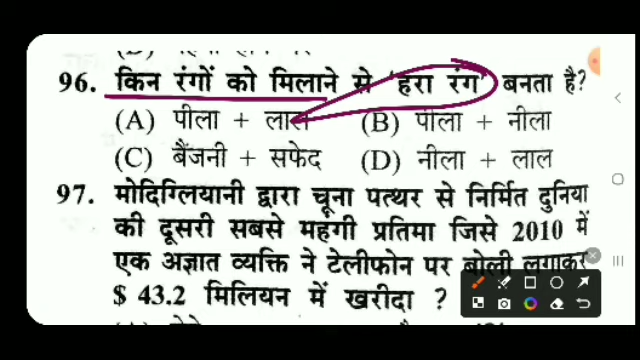 96. किन रंगों को मिलाने से 'हरा रंग' बनता है?
(A) पीला + लाल (B) पीला + नीला
(C) बैंजनी + सफेद (D) नीला + लाल
97. मोदिग्लियानी द्वारा चूना पत्थर से निर्मित दुनिया
की दूसरी सबसे महंगी प्रतिमा जिसे 2010 में
एक अज्ञात व्यक्ति ने टेलीफोन पर बोली लगाकर
$ 43.2 मिलियन में खरीदा ?